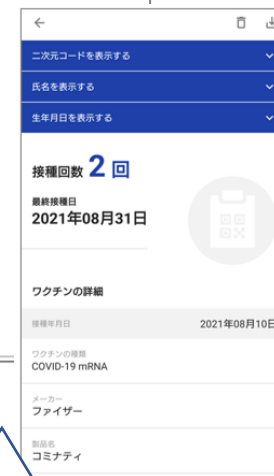 二次元コードを表示する
氏名を表示する
生年月日を表示する
接種回数 2 回
最終接種日
2021年08月31日
ワクチンの詳細
接種年月日 2021年08月10日
ワクチンの種類
COVID-19 mRNA
メーカー
ファイザー
製品名
コミナティ